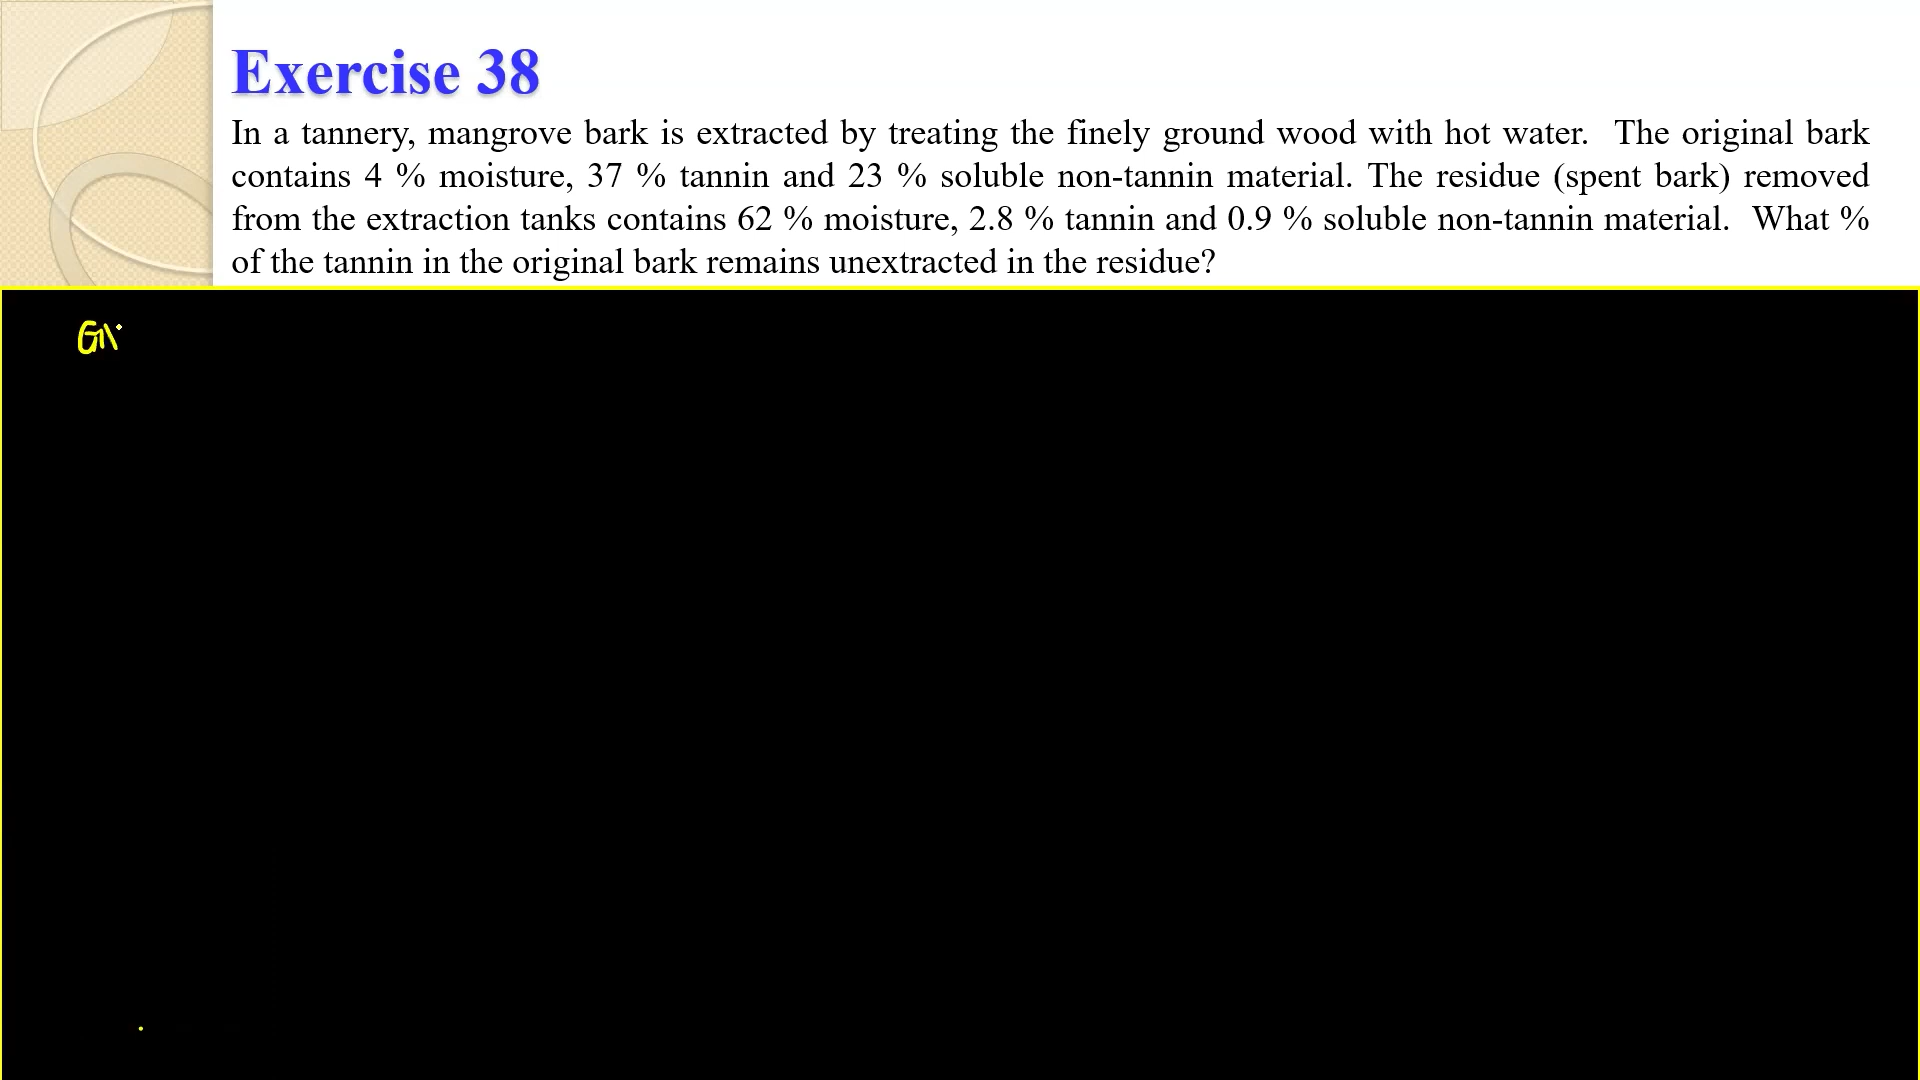 Exercise 38
In a tannery, mangrove bark is extracted by treating the finely ground wood with hot water. The original bark
contains 4 % moisture, 37 % tannin and 23 % soluble non-tannin material. The residue (spent bark) removed
from the extraction tanks contains 62 % moisture, 2.8 % tannin and 0.9 % soluble non-tannin material. What %
of the tannin in the original bark remains unextracted in the residue?